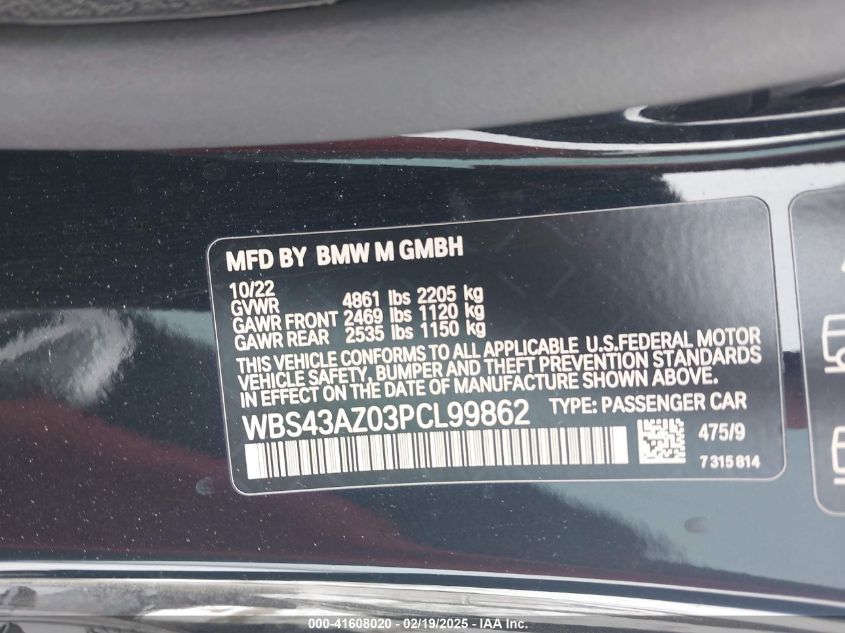 MFD BY BMW M GMBH
10/22
GVWR 4861 lbs 2205 kg
GAWR FRONT 2469 lbs 1120 kg
GAWR REAR 2535 lbs 1150 kg
THIS VEHICLE CONFORMS TO ALL APPLICABLE U.S.FEDERAL MOTOR
VEHICLE SAFETY, BUMPER AND THEFT PREVENTION STANDARDS
IN EFFECT ON THE DATE OF MANUFACTURE SHOWN ABOVE.
WBS43AZ03PCL99862 TYPE: PASSENGER CAR
475/9
7 315 814
000-41608020 - 02/19/2025 - IAA.